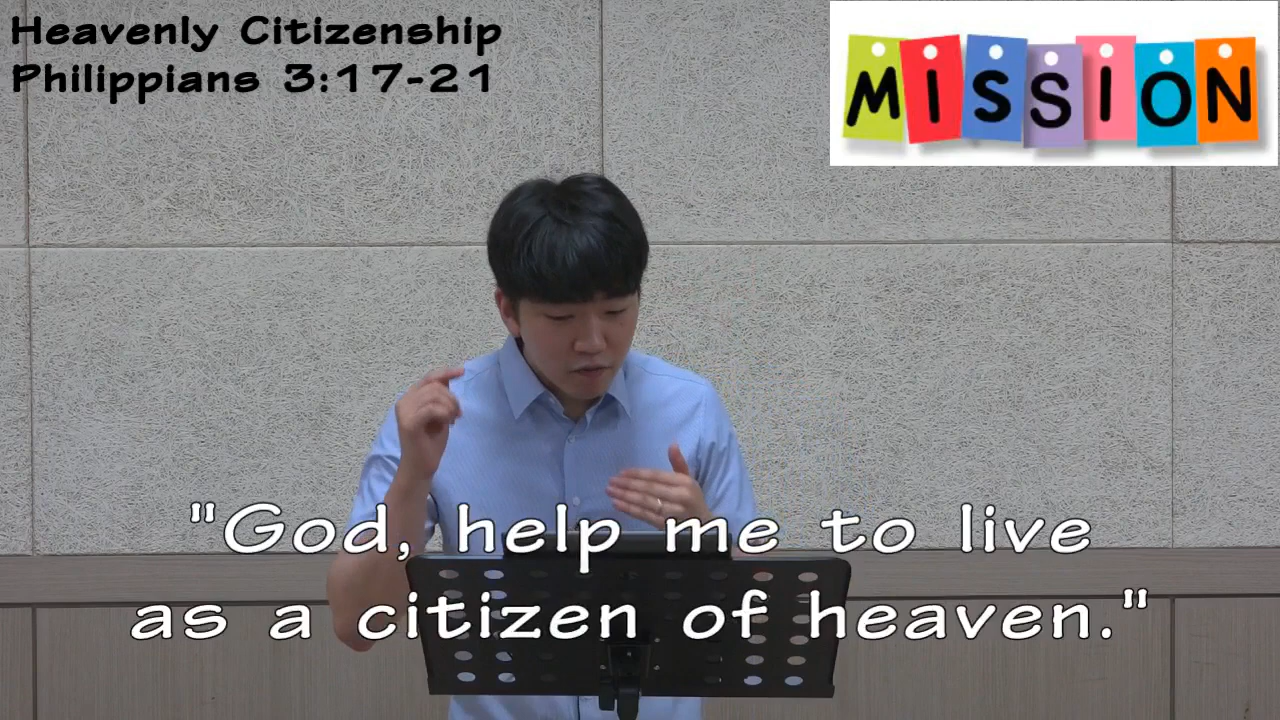 Heavenly Citizenship
Philippians 3:17-21
MISSION
"God, help me to live
as a citizen of heaven."